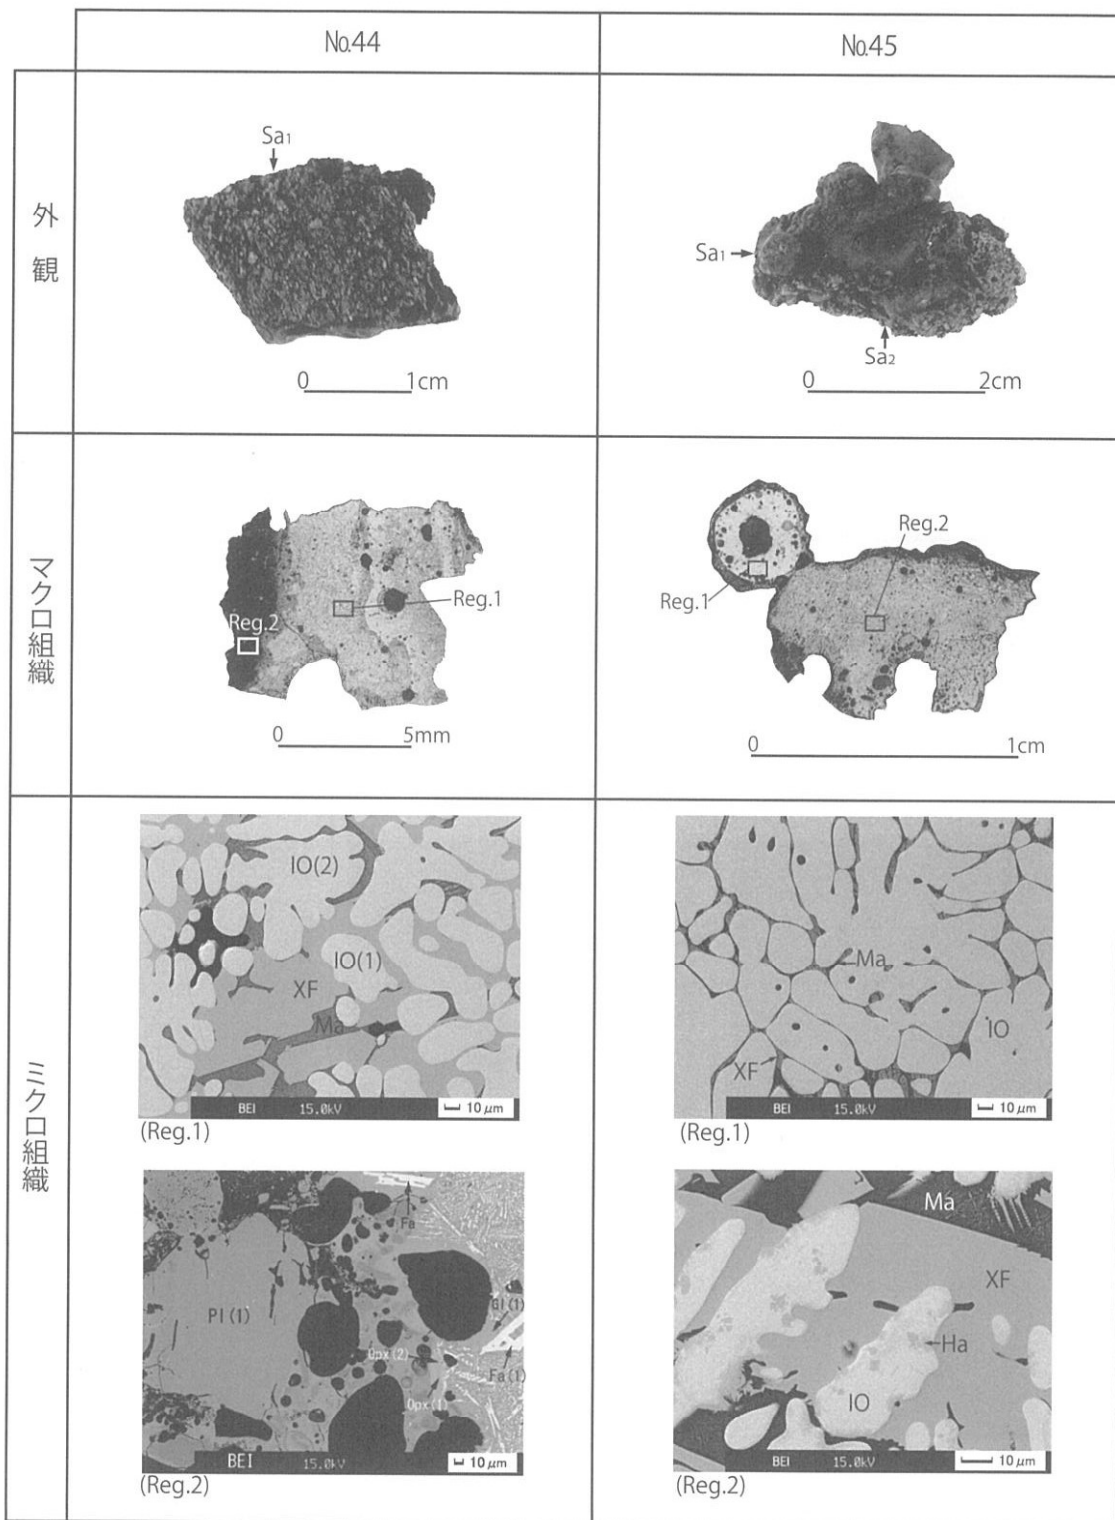 No.44
No.45
外観
Sa1
0 1cm
Sa1
Sa2
0 2cm
マクロ組織
Reg.1
Reg.2
0 5mm
Reg.2
Reg.1
0 1cm
ミクロ組織
IO(2)
IO(1)
XF
Ma
BEI 15.0kV 10 μm
(Reg.1)
Ma
IO
XF
BEI 15.0kV 10 μm
(Reg.1)
Fa
Pl(1)
Gl(1)
Opx(2)
Fa(1)
Opx(1)
BEI 15.0kV 10 μm
(Reg.2)
Ma
XF
Ha
IO
BEI 15.0kV 10 μm
(Reg.2)